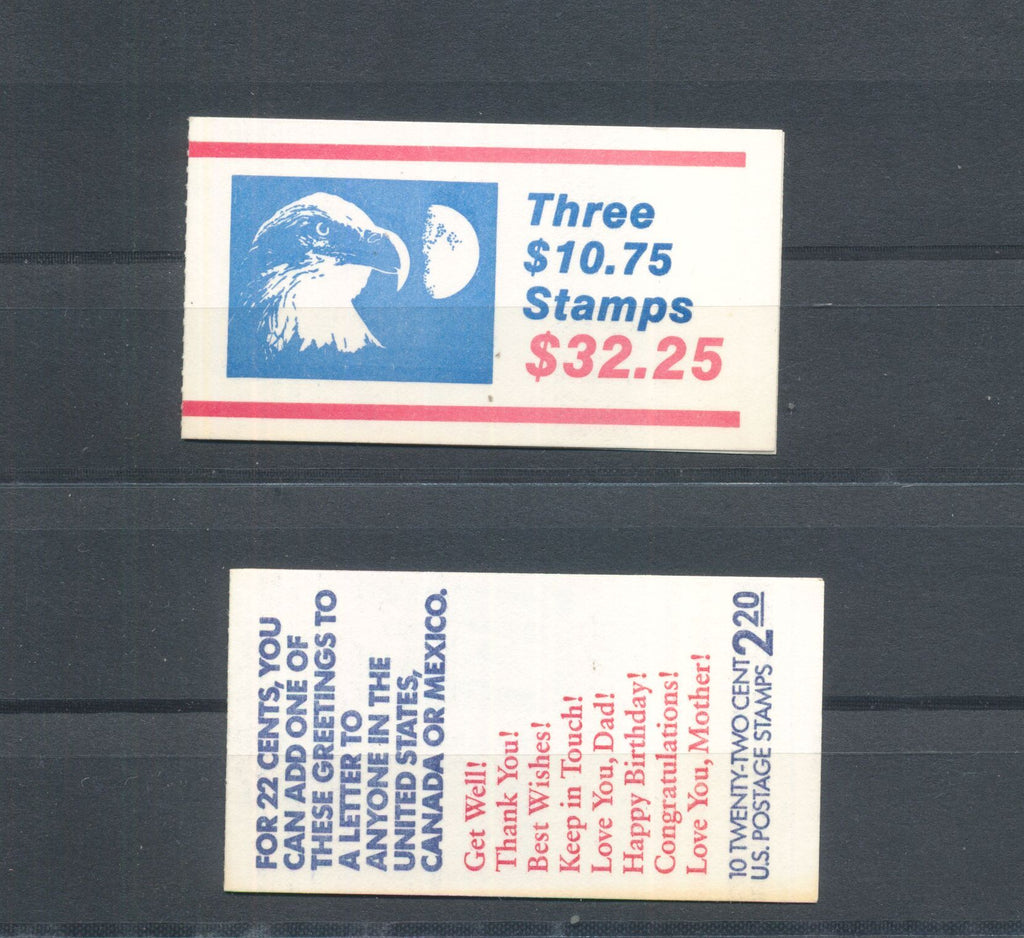 Three
$10.75
Stamps
$32.25
FOR 22 CENTS, YOU
CAN ADD ONE OF
THESE GREETINGS TO
A LETTER TO
ANYONE IN THE
UNITED STATES,
CANADA OR MEXICO.
Get Well!
Thank You!
Best Wishes!
Keep in Touch!
Love You, Dad!
Happy Birthday!
Congratulations!
Love You, Mother!
10 TWENTY-TWO CENT
U.S. POSTAGE STAMPS 2 20